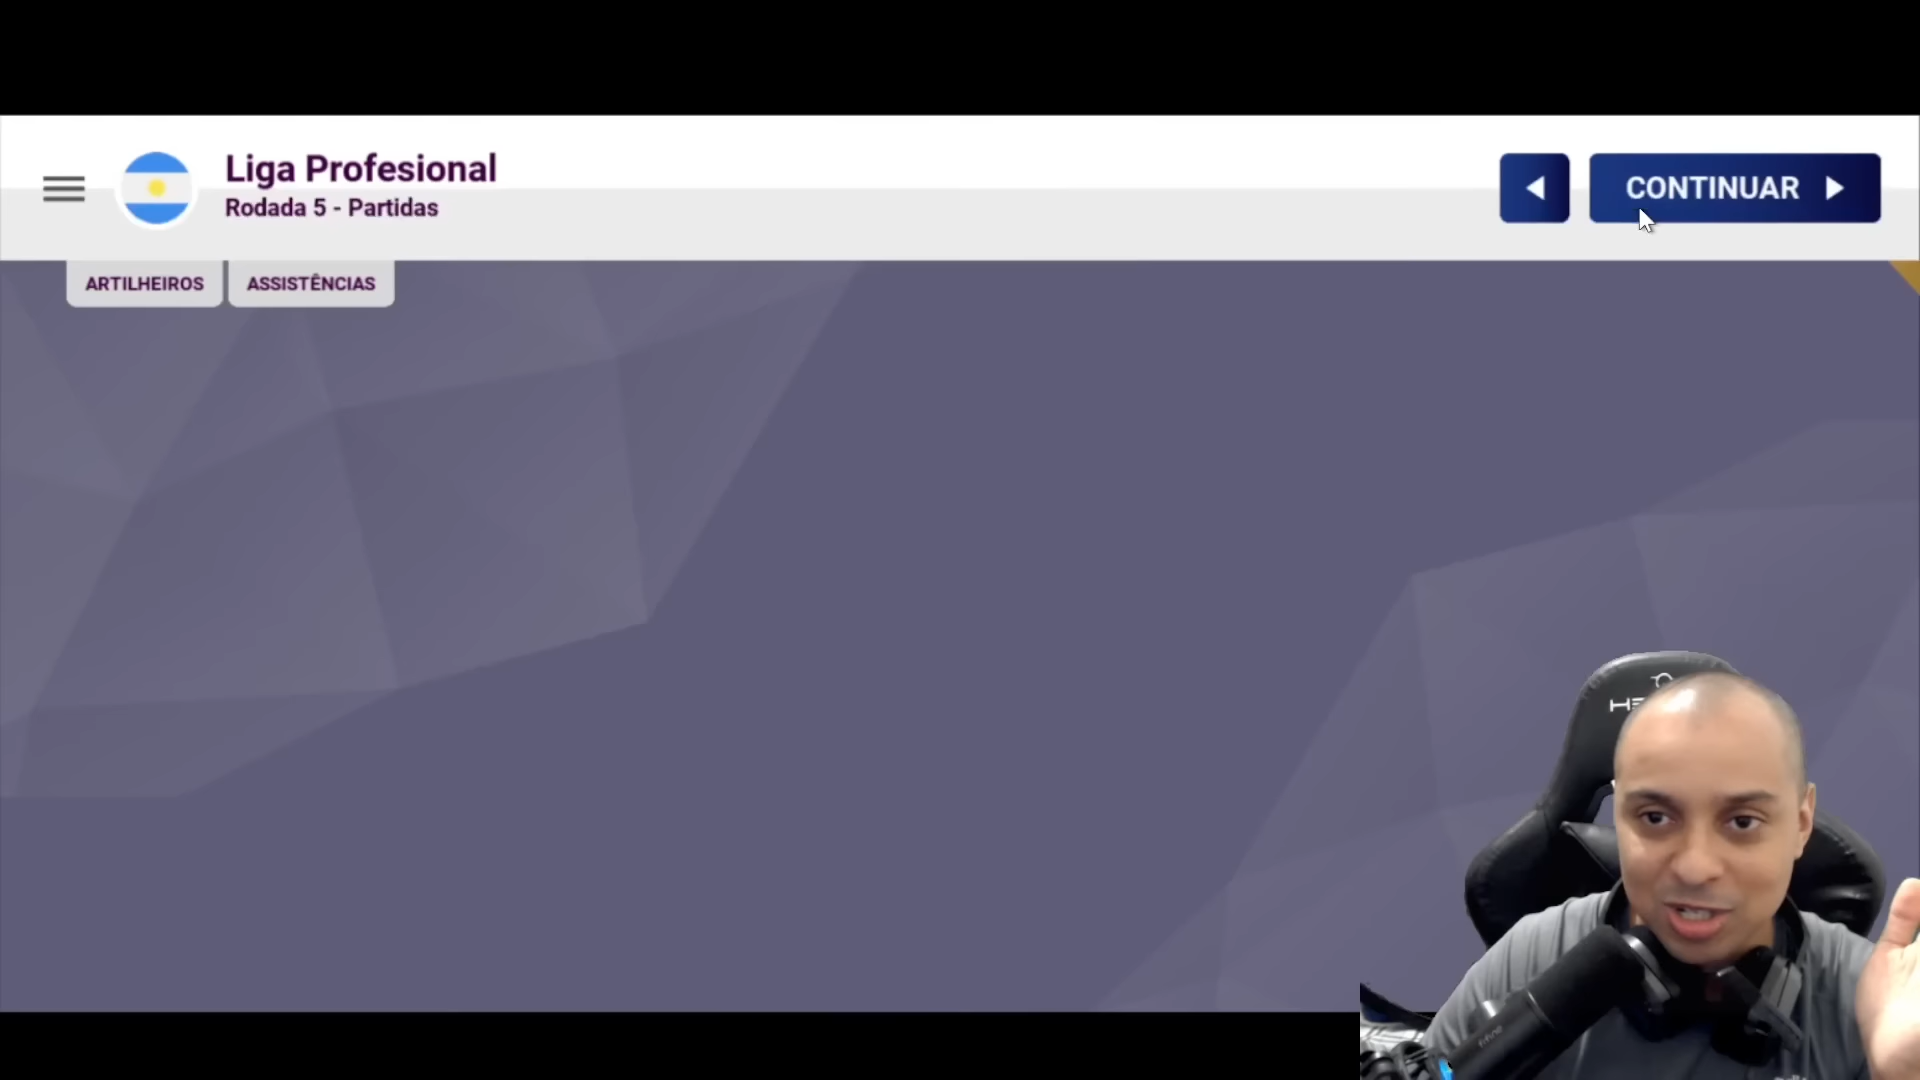 Liga Profesional
Rodada 5 - Partidas
CONTINUAR
ARTILHEIROS
ASSISTÊNCIAS